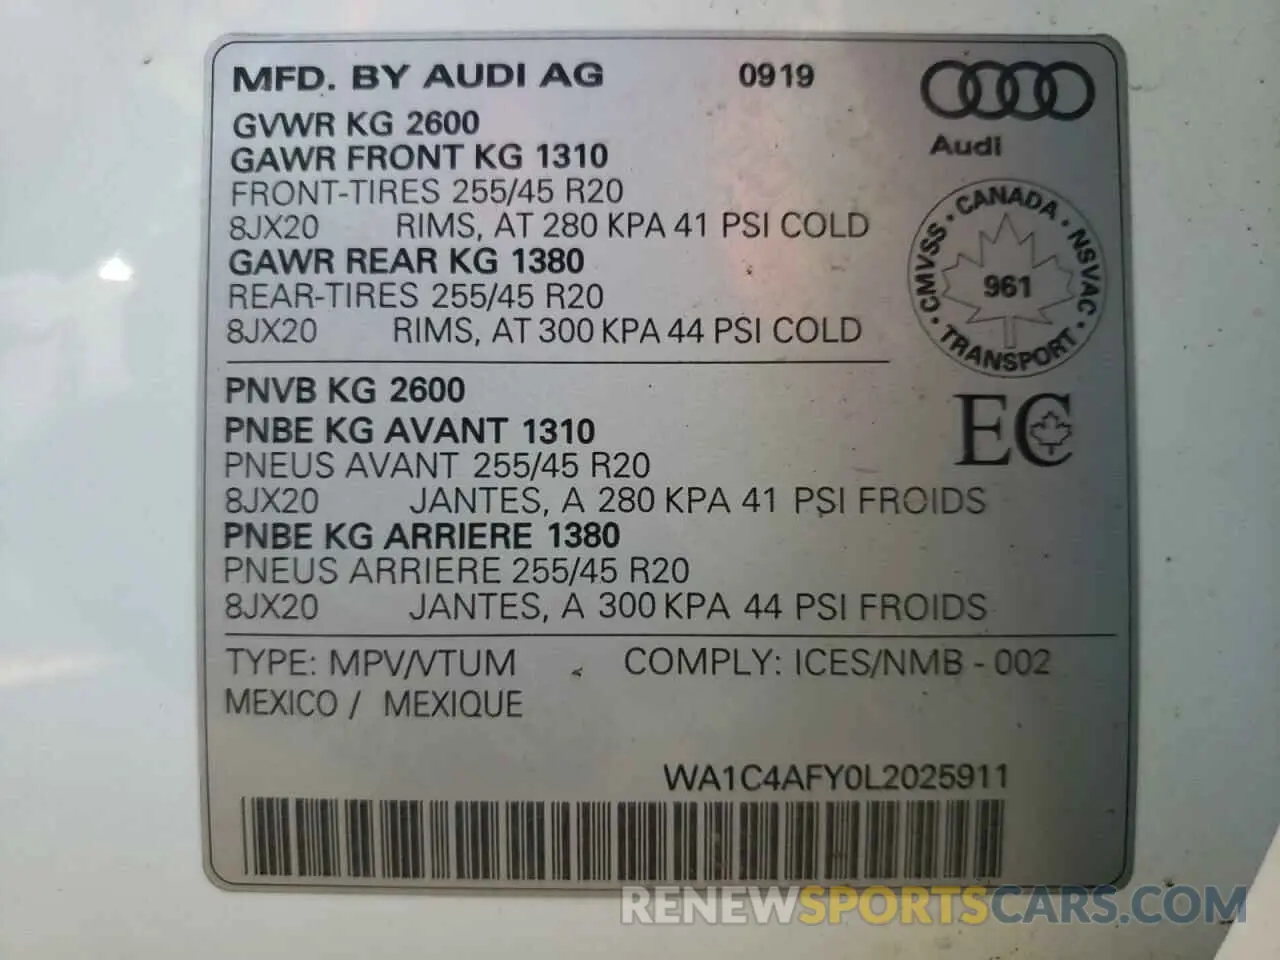 MFD. BY AUDI AG 0919
Audi
GVWR KG 2600
GAWR FRONT KG 1310
FRONT-TIRES 255/45 R20
8JX20 RIMS, AT 280 KPA 41 PSI COLD
GAWR REAR KG 1380
REAR-TIRES 255/45 R20
8JX20 RIMS, AT 300 KPA 44 PSI COLD
CMVSS · CANADA · NSVAC · TRANSPORT ·
961
PNVB KG 2600
PNBE KG AVANT 1310
PNEUS AVANT 255/45 R20
8JX20 JANTES, A 280 KPA 41 PSI FROIDS
PNBE KG ARRIERE 1380
PNEUS ARRIERE 255/45 R20
8JX20 JANTES, A 300 KPA 44 PSI FROIDS
EC
TYPE: MPV/VTUM COMPLY: ICES/NMB - 002
MEXICO / MEXIQUE
WA1C4AFY0L2025911
RENEWSPORTSCARS.COM